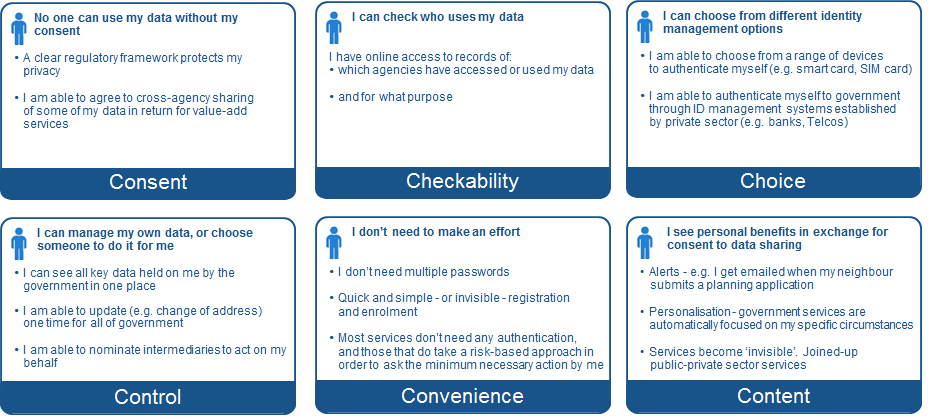 No one can use my data without my
consent
• A clear regulatory framework protects my
privacy
• I am able to agree to cross-agency sharing
of some of my data in return for value-add
services
Consent
I can check who uses my data
I have online access to records of:
• which agencies have accessed or used my data
• and for what purpose
Checkability
I can choose from different identity
management options
• I am able to choose from a range of devices
to authenticate myself (e.g. smart card, SIM card)
• I am able to authenticate myself to government
through ID management systems established
by private sector (e.g. banks, Telcos)
Choice
I can manage my own data, or choose
someone to do it for me
• I can see all key data held on me by the
government in one place
• I am able to update (e.g. change of address)
one time for all of government
• I am able to nominate intermediaries to act on my
behalf
Control
I don't need to make an effort
• I don't need multiple passwords
• Quick and simple - or invisible - registration
and enrolment
• Most services don't need any authentication,
and those that do take a risk-based approach in
order to ask the minimum necessary action by me
Convenience
I see personal benefits in exchange for
consent to data sharing
• Alerts - e.g. I get emailed when my neighbour
submits a planning application
• Personalisation - government services are
automatically focused on my specific circumstances
• Services become 'invisible'. Joined-up
public-private sector services
Content